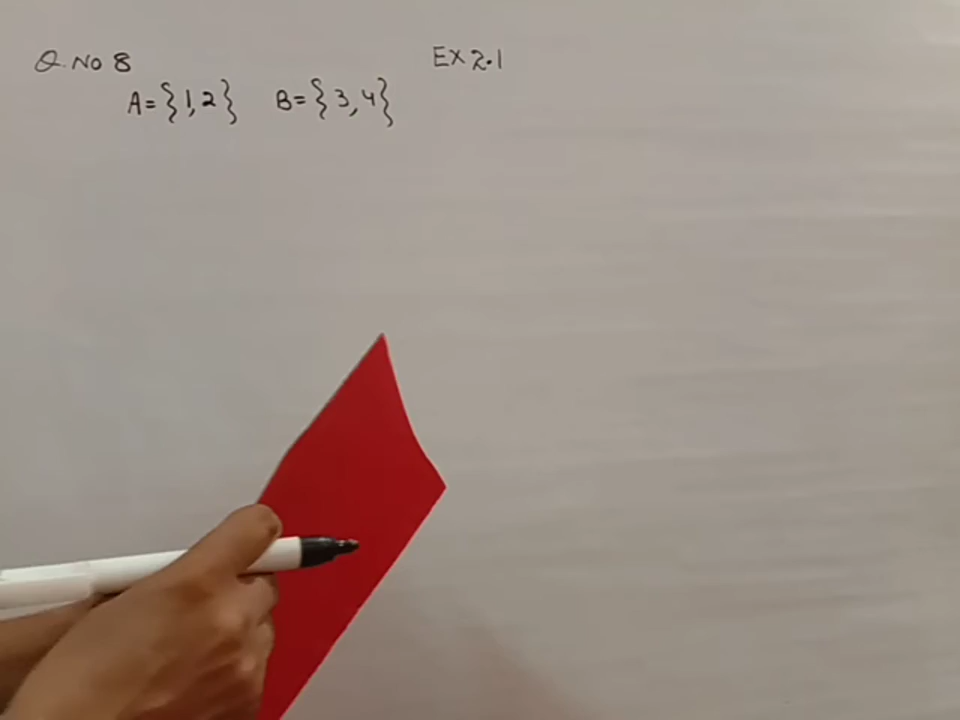 Q. No 8 EX 2.1
A = {1, 2} B = {3, 4}